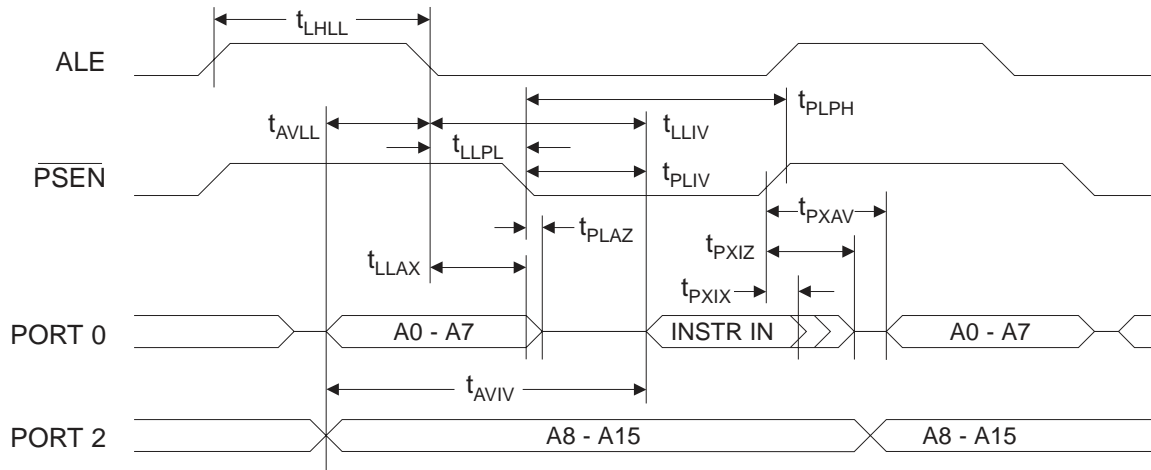 tLHLL
ALE
tPLPH
tAVLL
tLLIV
tLLPL
PSEN
tPLIV
tPXAV
tPLAZ
tPXIZ
tLLAX
tPXIX
PORT 0
A0 - A7
INSTR IN
A0 - A7
tAVIV
PORT 2
A8 - A15
A8 - A15